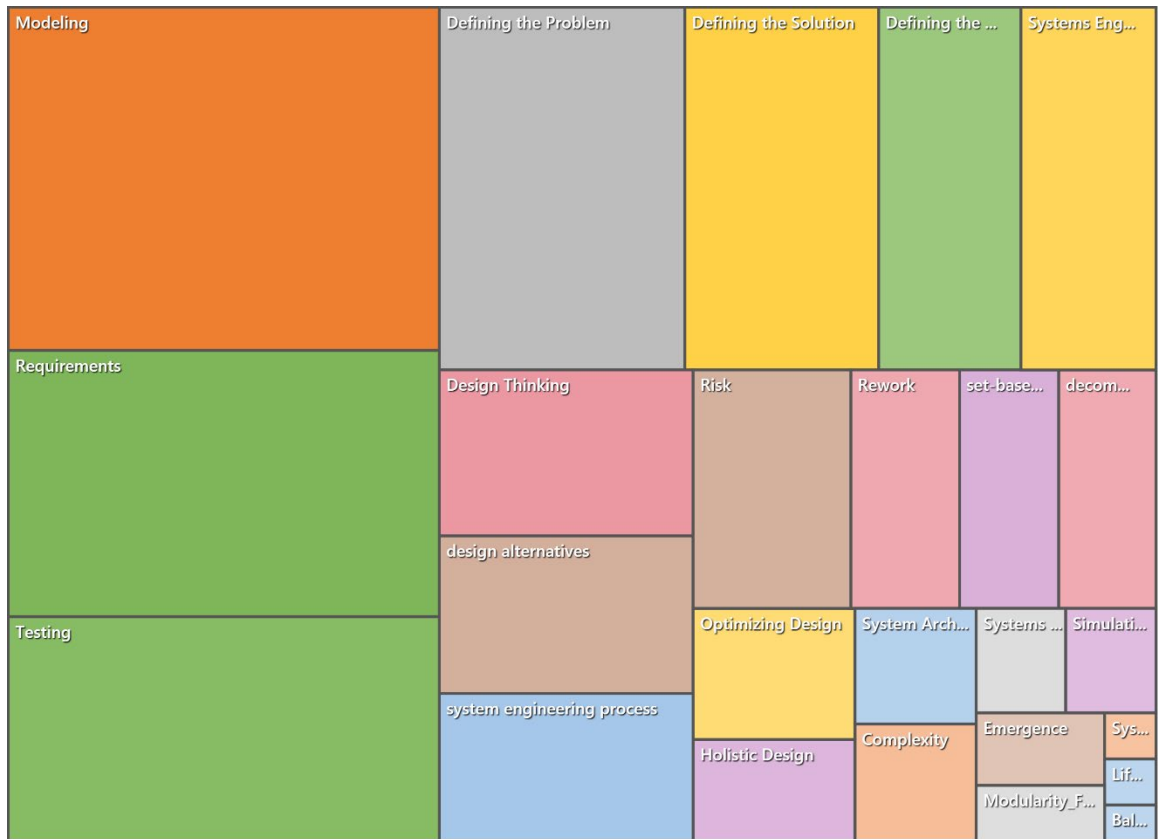 Modeling
Defining the Problem
Defining the Solution
Defining the ...
Systems Eng...
Requirements
Design Thinking
Risk
Rework
set-base...
decom...
design alternatives
Testing
Optimizing Design
System Arch...
Systems ...
Simulati...
system engineering process
Emergence
Sys...
Complexity
Holistic Design
Lif...
Modularity_F...
Bal...